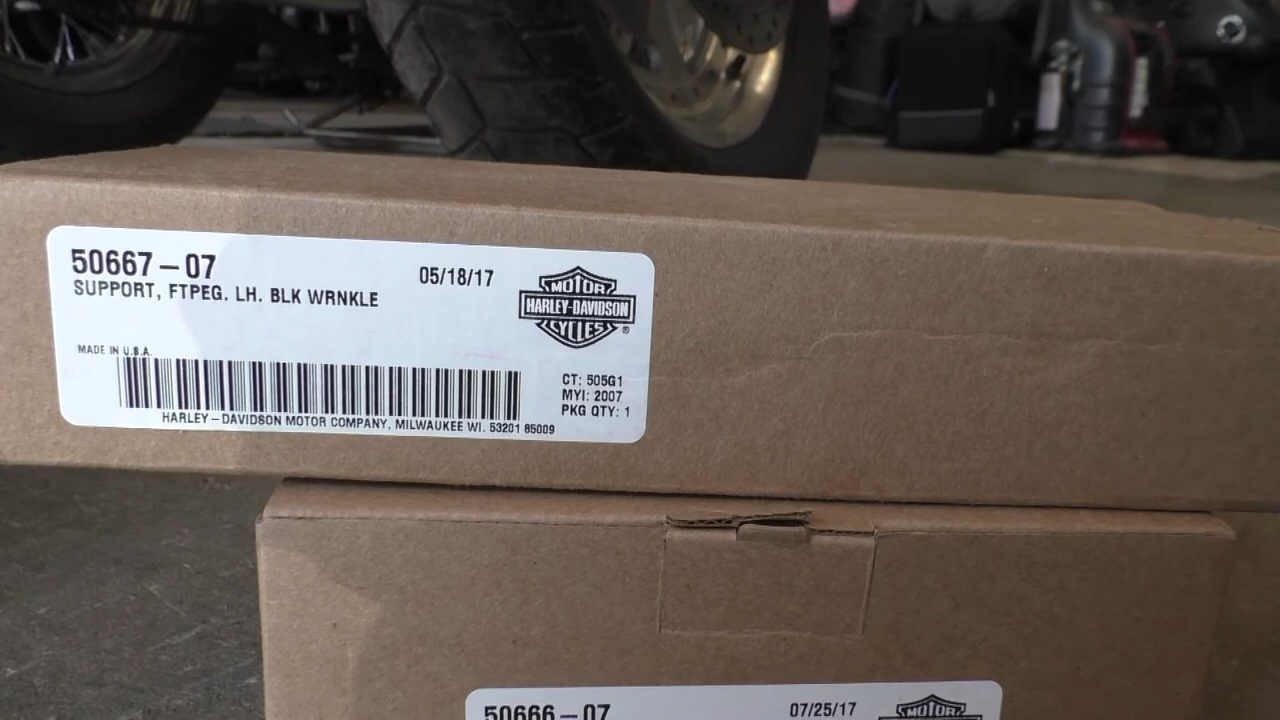 50667-07
05/18/17
SUPPORT, FTPEG. LH. BLK WRNKLE
MOTOR
HARLEY-DAVIDSON
CYCLES ®
MADE IN U.S.A.
CT: 505G1
MYI: 2007
PKG QTY: 1
HARLEY-DAVIDSON MOTOR COMPANY, MILWAUKEE WI. 53201 85009
50666-07
07/25/17
MOTOR